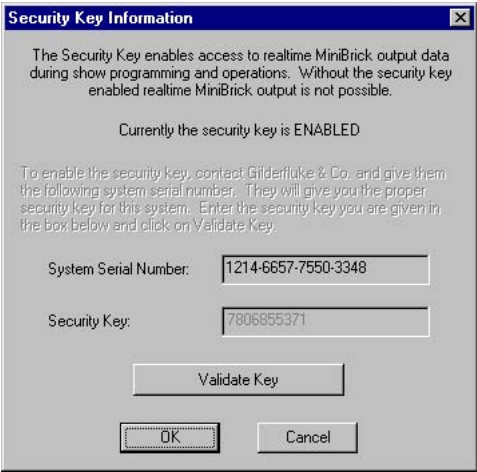 Security Key Information
The Security Key enables access to realtime MiniBrick output data
during show programming and operations. Without the security key
enabled realtime MiniBrick output is not possible.
Currently the security key is ENABLED
To enable the security key, contact Gilderfluke & Co. and give them
the following system serial number. They will give you the proper
security key for this system. Enter the security key you are given in
the box below and click on Validate Key.
System Serial Number: 1214-6657-7550-3348
Security Key: 7806855371
Validate Key
OK Cancel